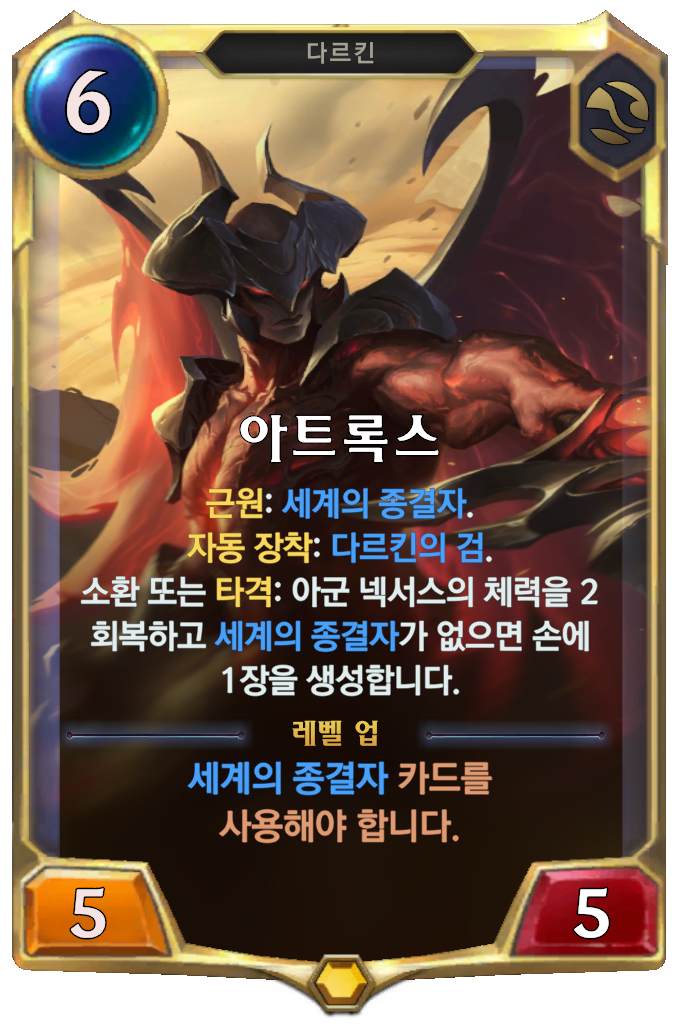 다르킨
6
아트록스
근원: 세계의 종결자.
자동 장착: 다르킨의 검.
소환 또는 타격: 아군 넥서스의 체력을 2
회복하고 세계의 종결자가 없으면 손에
1장을 생성합니다.
레벨 업
세계의 종결자 카드를
사용해야 합니다.
5
5